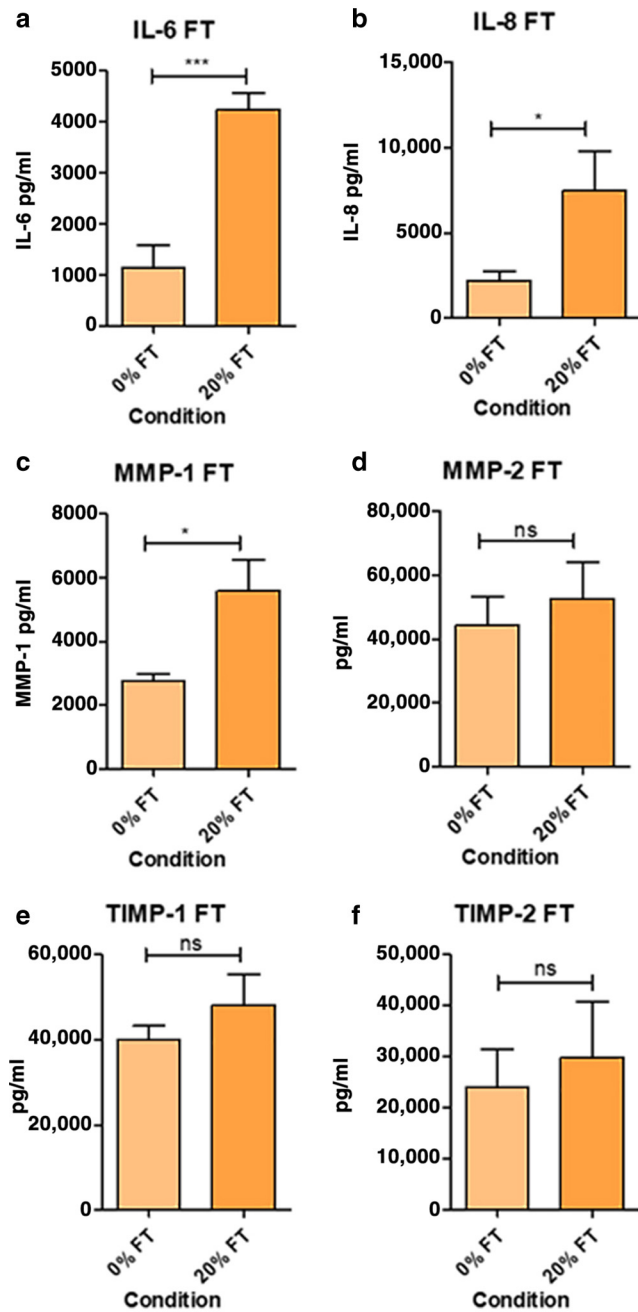 a
IL-6 FT
5000
4000
3000
2000
1000
0
IL-6 pg/ml
***
0% FT
20% FT
Condition
b
IL-8 FT
15,000
10,000
5000
0
IL-8 pg/ml
*
0% FT
20% FT
Condition
c
MMP-1 FT
8000
6000
4000
2000
0
MMP-1 pg/ml
*
0% FT
20% FT
Condition
d
MMP-2 FT
80,000
60,000
40,000
20,000
0
pg/ml
ns
0% FT
20% FT
Condition
e
TIMP-1 FT
60,000
40,000
20,000
0
pg/ml
ns
0% FT
20% FT
Condition
f
TIMP-2 FT
50,000
40,000
30,000
20,000
10,000
0
pg/ml
ns
0% FT
20% FT
Condition